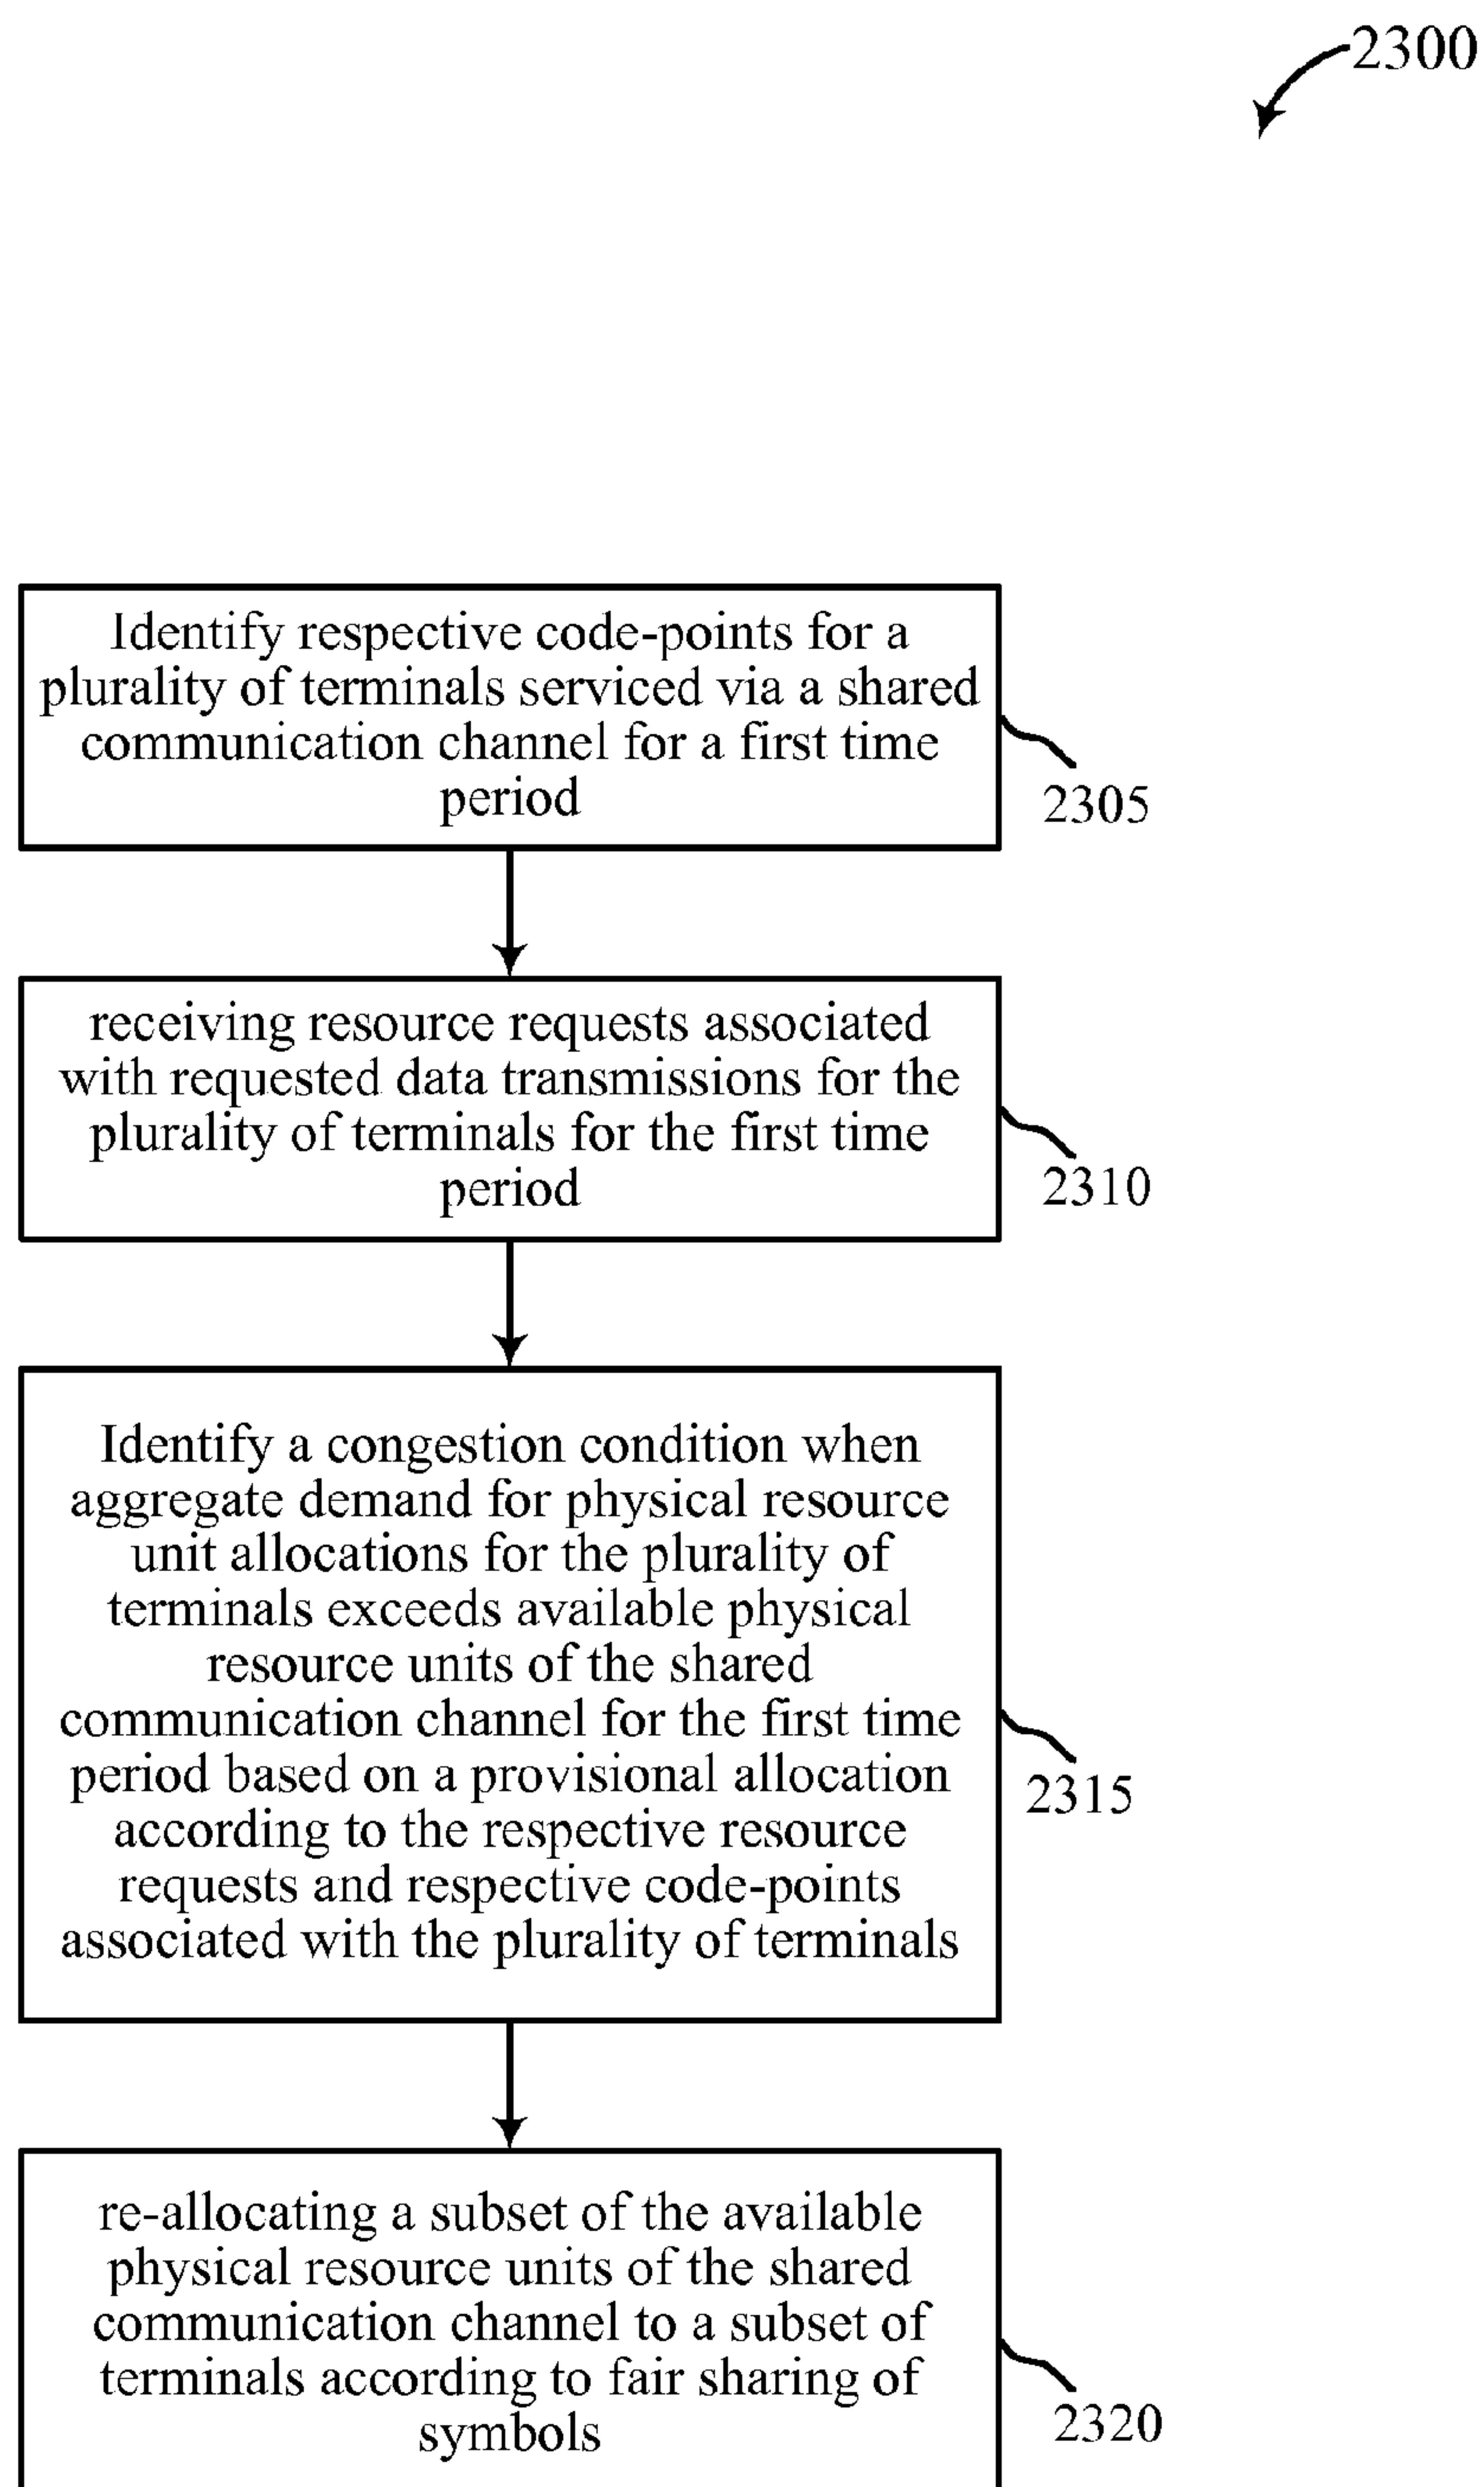 2300
Identify respective code-points for a
plurality of terminals serviced via a shared
communication channel for a first time
period
2305
receiving resource requests associated
with requested data transmissions for the
plurality of terminals for the first time
period
2310
Identify a congestion condition when
aggregate demand for physical resource
unit allocations for the plurality of
terminals exceeds available physical
resource units of the shared
communication channel for the first time
period based on a provisional allocation
according to the respective resource
requests and respective code-points
associated with the plurality of terminals
2315
re-allocating a subset of the available
physical resource units of the shared
communication channel to a subset of
terminals according to fair sharing of
symbols
2320